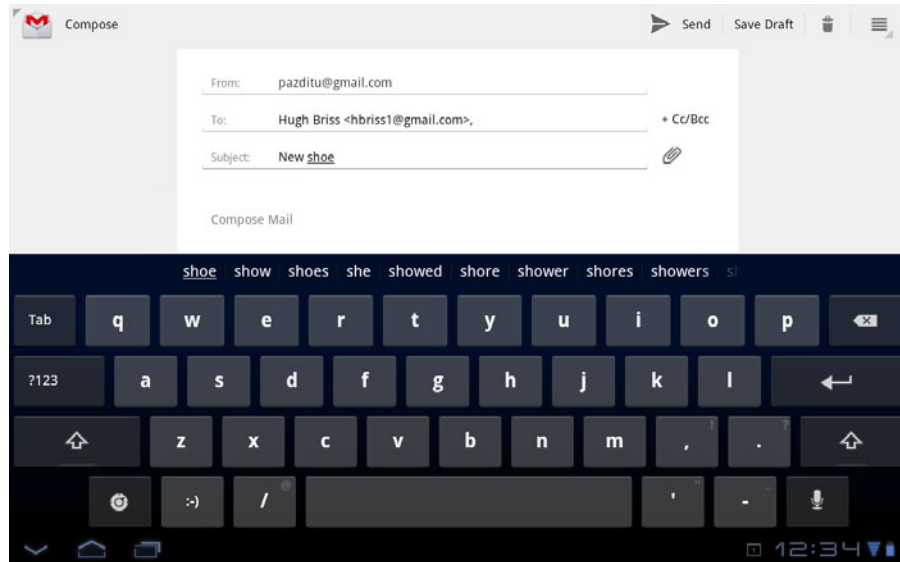 Compose Send Save Draft
From: pazditu@gmail.com
To: Hugh Briss <hbriss1@gmail.com>, + Cc/Bcc
Subject: New shoe
Compose Mail
shoe show shoes she showed shore shower shores showers
Tab q w e r t y u i o p
?123 a s d f g h j k l
z x c v b n m , ! . ?
:-) / @ ' " - _
1 12:34